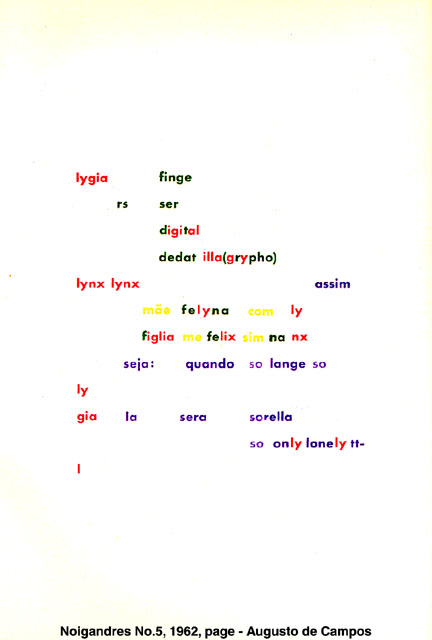 lygia finge
rs ser
digital
dedat illa(grypho)
lynx lynx assim
mãe felyna com ly
figlia me felix sim na nx
seja: quando so lange so
ly
gia la sera sorella
so only lonely tt-
l
Noigandres No.5, 1962, page - Augusto de Campos